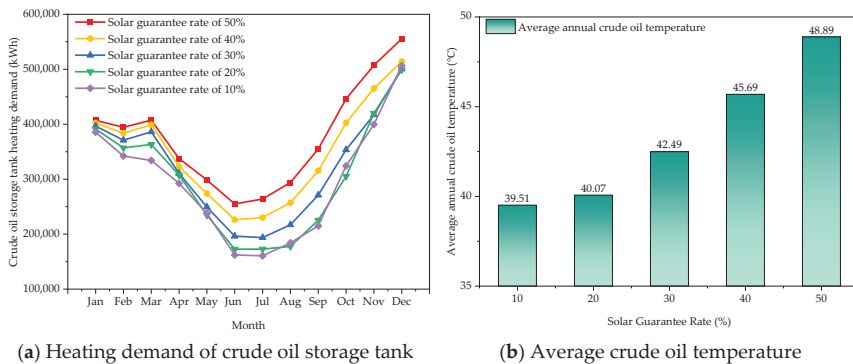 600,000
500,000
400,000
300,000
200,000
100,000
Crude oil storage tank heating demand (kWh)
Solar guarantee rate of 50%
Solar guarantee rate of 40%
Solar guarantee rate of 30%
Solar guarantee rate of 20%
Solar guarantee rate of 10%
Jan Feb Mar Apr May Jun Jul Aug Sep Oct Nov Dec
Month
(a) Heating demand of crude oil storage tank
50
45
40
35
Average annual crude oil temperature (°C)
Average annual crude oil temperature
39.51
40.07
42.49
45.69
48.89
10 20 30 40 50
Solar Guarantee Rate (%)
(b) Average crude oil temperature